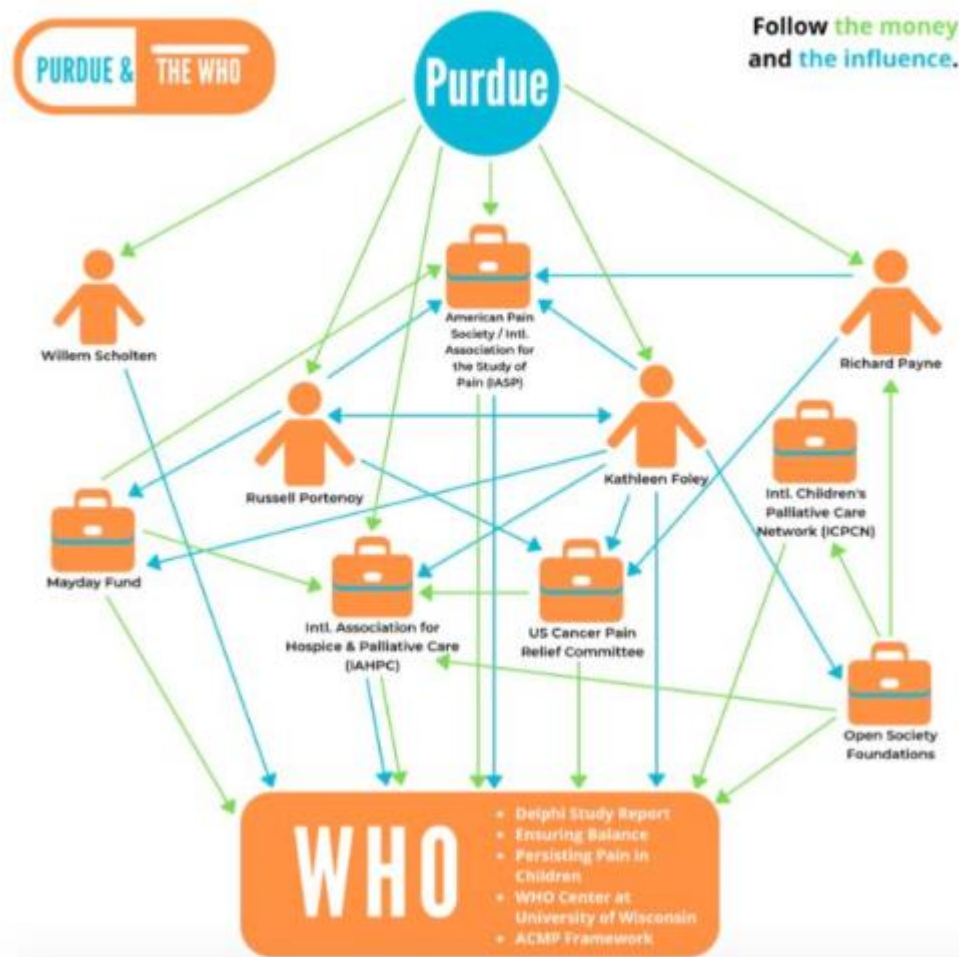 PURDUE & THE WHO
Purdue
Follow the money
and the influence.
Willem Scholten
American Pain
Society / Intl.
Association for
the Study of
Pain (IASP)
Richard Payne
Russell Portenoy
Kathleen Foley
Intl. Children's
Palliative Care
Network (ICPCN)
Mayday Fund
Intl. Association for
Hospice & Palliative Care
(IAHPC)
US Cancer Pain
Relief Committee
Open Society
Foundations
WHO
• Delphi Study Report
• Ensuring Balance
• Persisting Pain in
Children
• WHO Center at
University of Wisconsin
• ACMP Framework